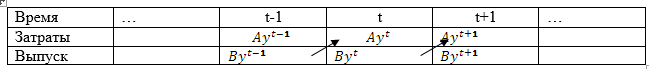 Время … t-1 t t+1 …
Затраты Ay^{t-1} Ay^{t} Ay^{t+1}
Выпуск By^{t-1} By^{t} By^{t+1}